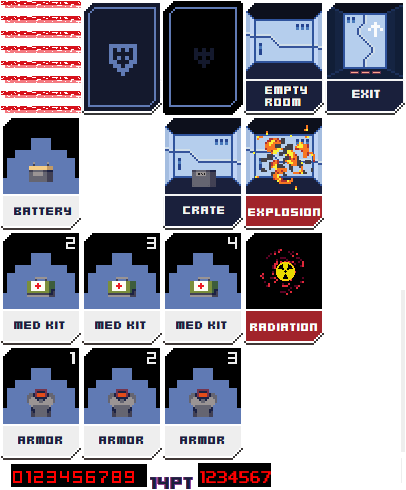 EMPTY
ROOM
EXIT
BATTERY
CRATE
EXPLOSION
2
3
4
MED KIT
MED KIT
MED KIT
RADIATION
1
2
3
ARMOR
ARMOR
ARMOR
0123456789
14PT
1234567